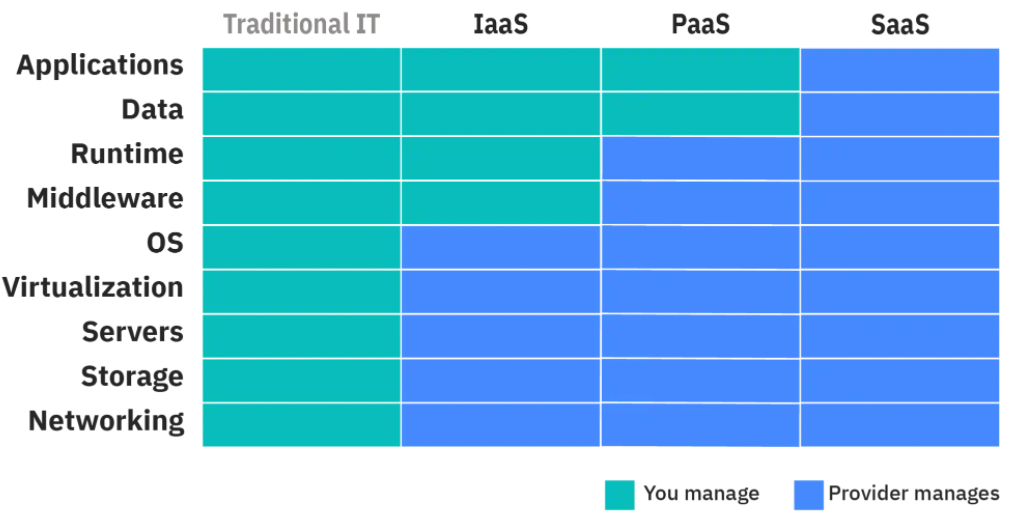 Traditional IT IaaS PaaS SaaS
Applications
Data
Runtime
Middleware
OS
Virtualization
Servers
Storage
Networking
You manage Provider manages